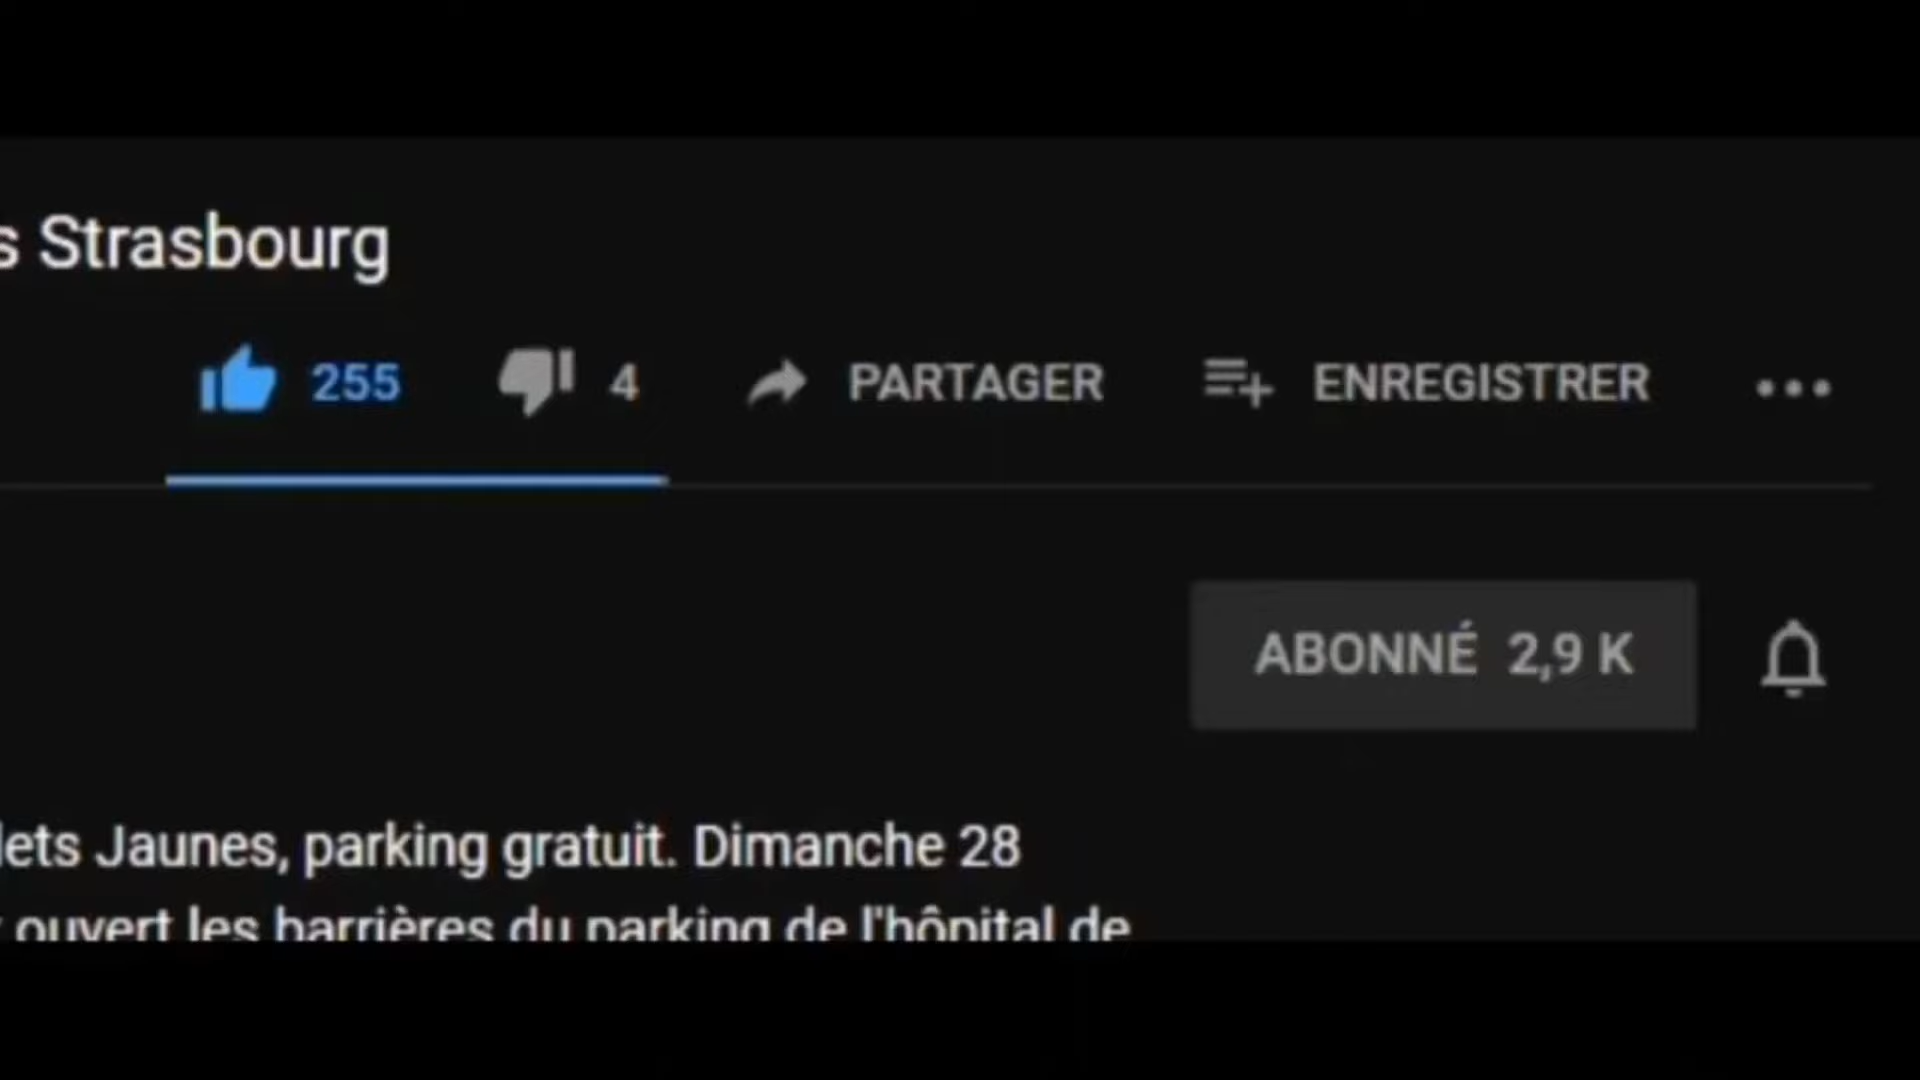 s Strasbourg
255 4 PARTAGER ENREGISTRER
ABONNÉ 2,9 K
lets Jaunes, parking gratuit. Dimanche 28
ouvert les barrières du parking de l'hôpital de